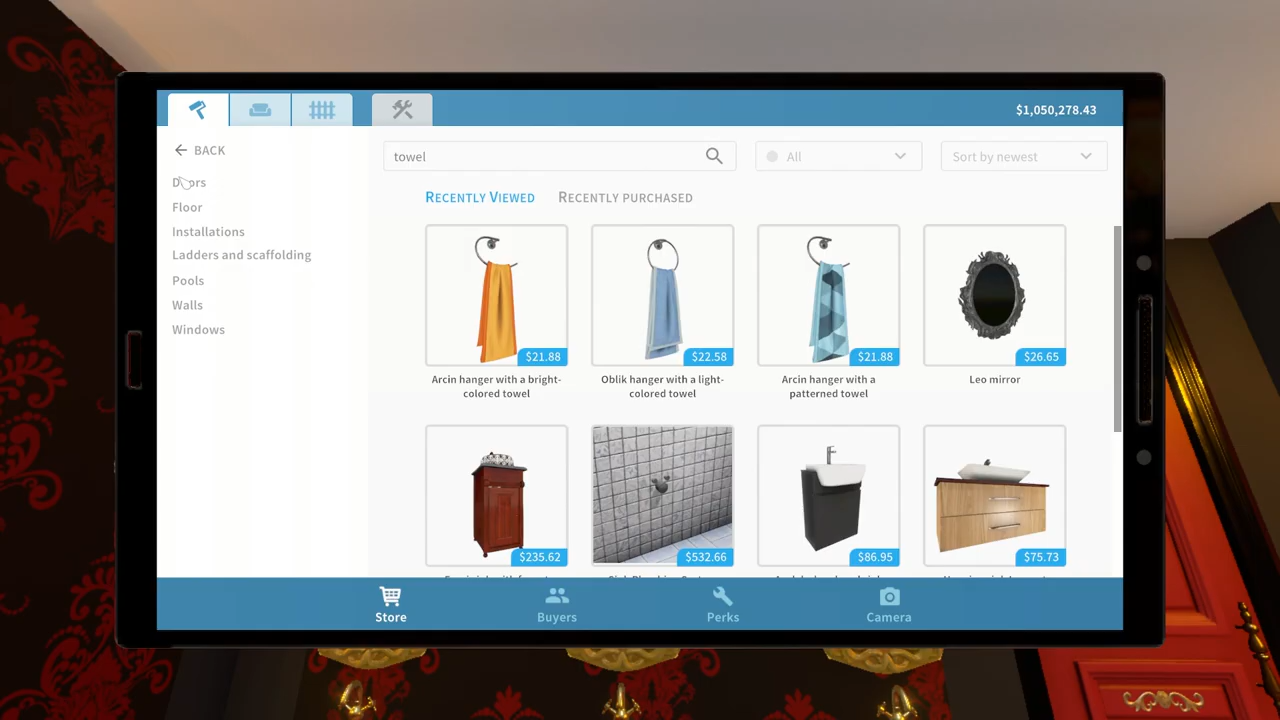 $1,050,278.43
BACK
towel
All
Sort by newest
Doors
Floor
Installations
Ladders and scaffolding
Pools
Walls
Windows
RECENTLY VIEWED
RECENTLY PURCHASED
$21.88
$22.58
$21.88
$26.65
Arcin hanger with a bright-
colored towel
Oblik hanger with a light-
colored towel
Arcin hanger with a
patterned towel
Leo mirror
$235.62
$532.66
$86.95
$75.73
Store
Buyers
Perks
Camera